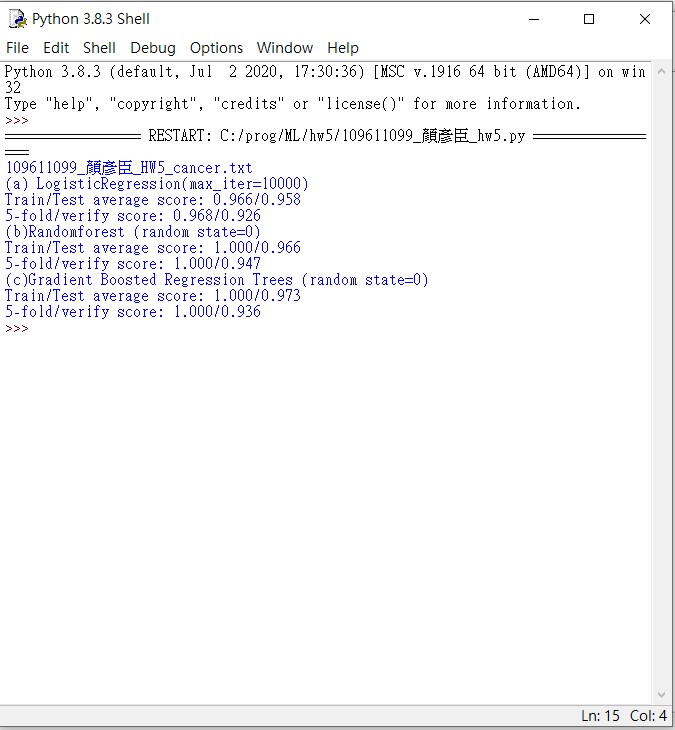 Python 3.8.3 Shell
File Edit Shell Debug Options Window Help
Python 3.8.3 (default, Jul  2 2020, 17:30:36) [MSC v.1916 64 bit (AMD64)] on win
32
Type "help", "copyright", "credits" or "license()" for more information.
>>>
================= RESTART: C:/prog/ML/hw5/109611099_顏彥臣_hw5.py ==============
===
109611099_顏彥臣_HW5_cancer.txt
(a) LogisticRegression(max_iter=10000)
Train/Test average score: 0.966/0.958
5-fold/verify score: 0.968/0.926
(b)Randomforest (random state=0)
Train/Test average score: 1.000/0.966
5-fold/verify score: 1.000/0.947
(c)Gradient Boosted Regression Trees (random state=0)
Train/Test average score: 1.000/0.973
5-fold/verify score: 1.000/0.936
>>>
Ln: 15 Col: 4